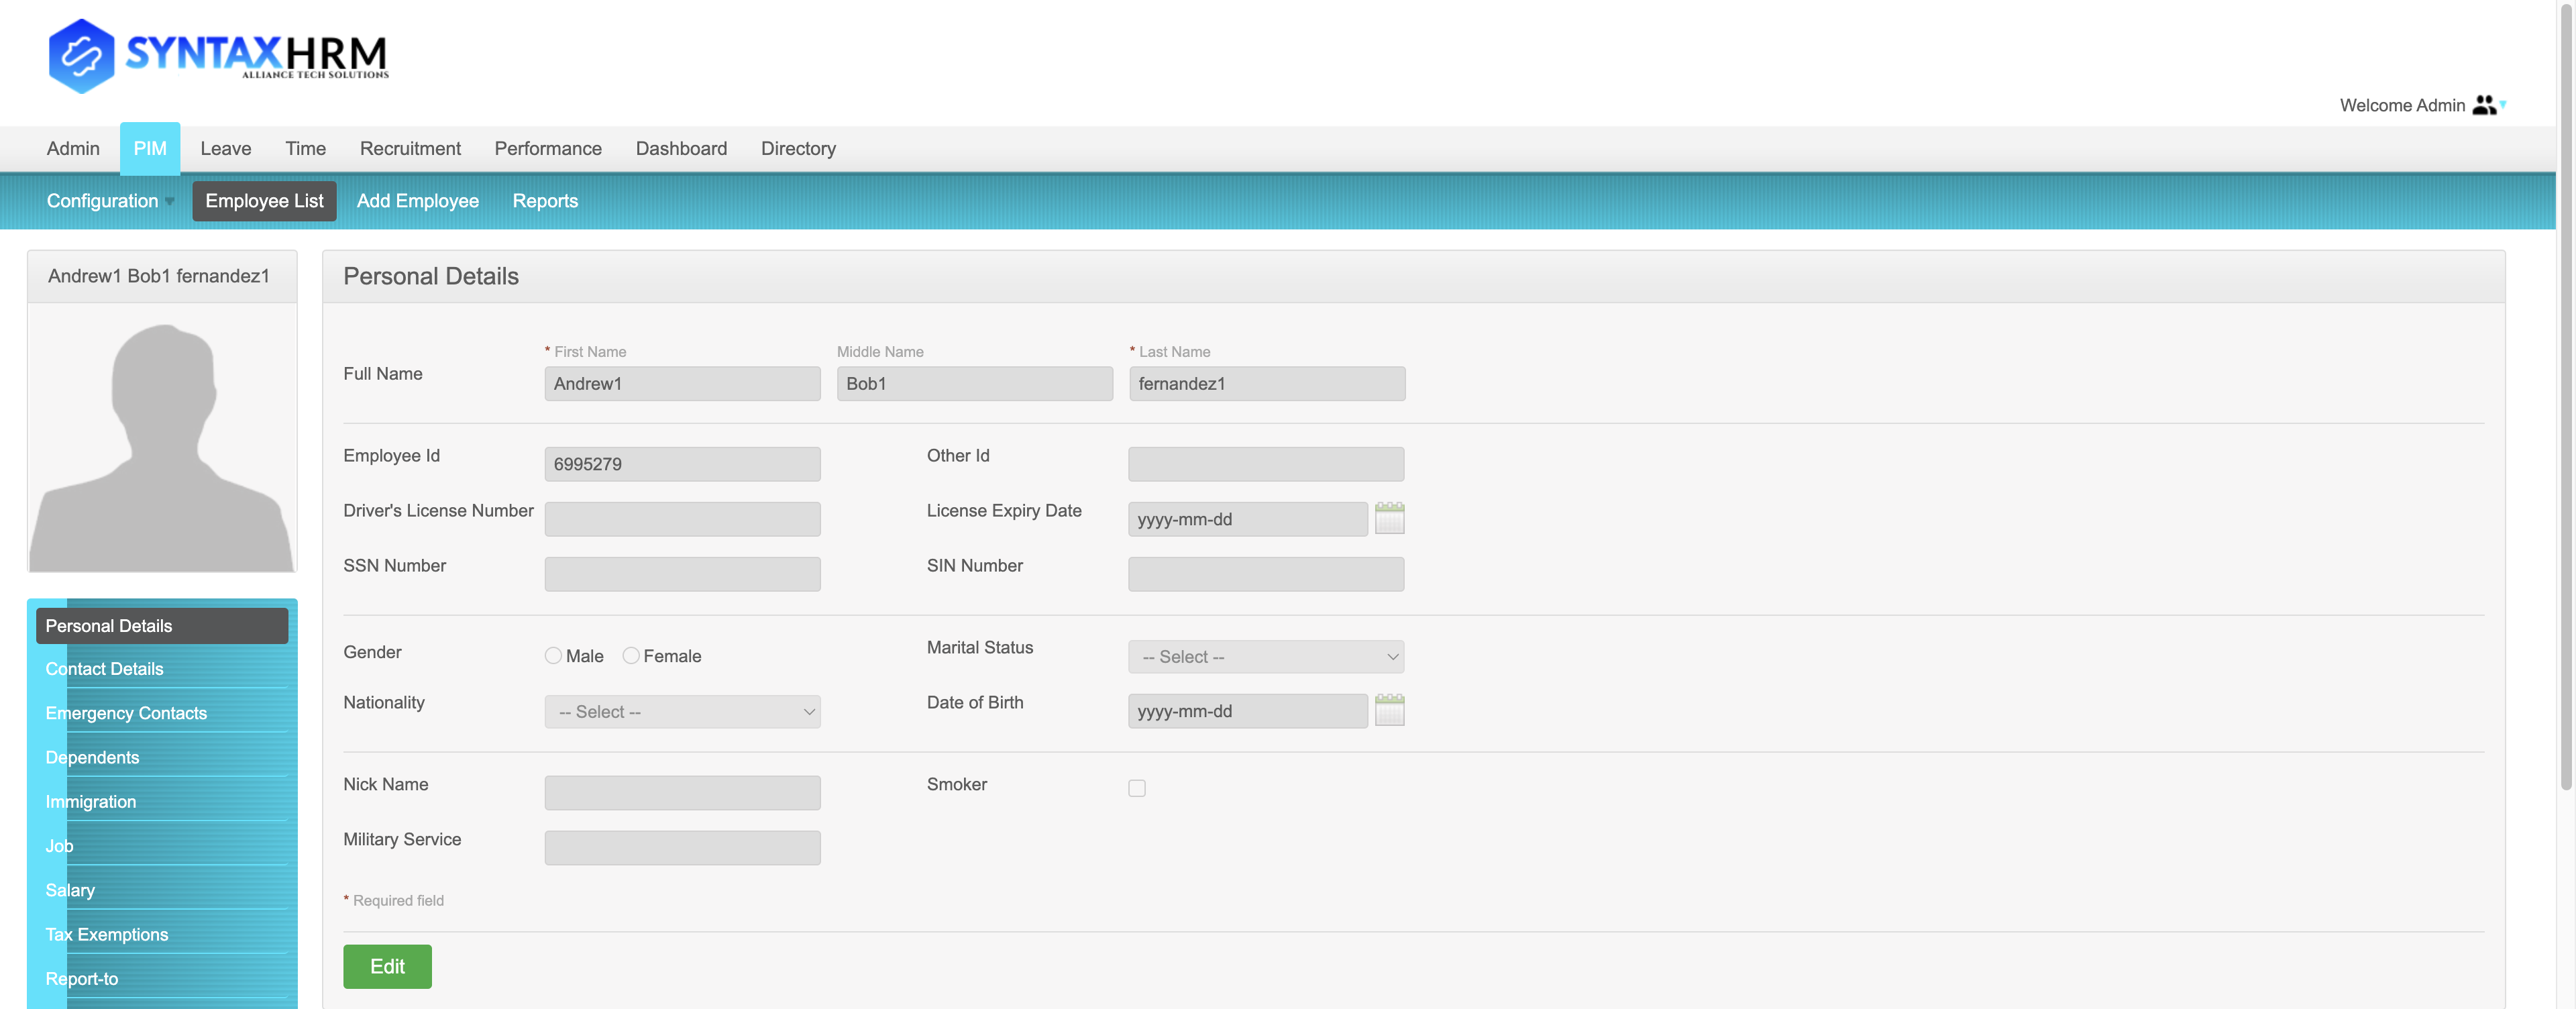 SYNTAXHRM
ALLIANCE TECH SOLUTIONS
Welcome Admin
Admin PIM Leave Time Recruitment Performance Dashboard Directory
Configuration Employee List Add Employee Reports
Andrew1 Bob1 fernandez1
Personal Details
Contact Details
Emergency Contacts
Dependents
Immigration
Job
Salary
Tax Exemptions
Report-to
Personal Details
* First Name Middle Name * Last Name
Full Name Andrew1 Bob1 fernandez1
Employee Id 6995279 Other Id
Driver's License Number License Expiry Date yyyy-mm-dd
SSN Number SIN Number
Gender Male Female Marital Status -- Select --
Nationality -- Select -- Date of Birth yyyy-mm-dd
Nick Name Smoker
Military Service
* Required field
Edit